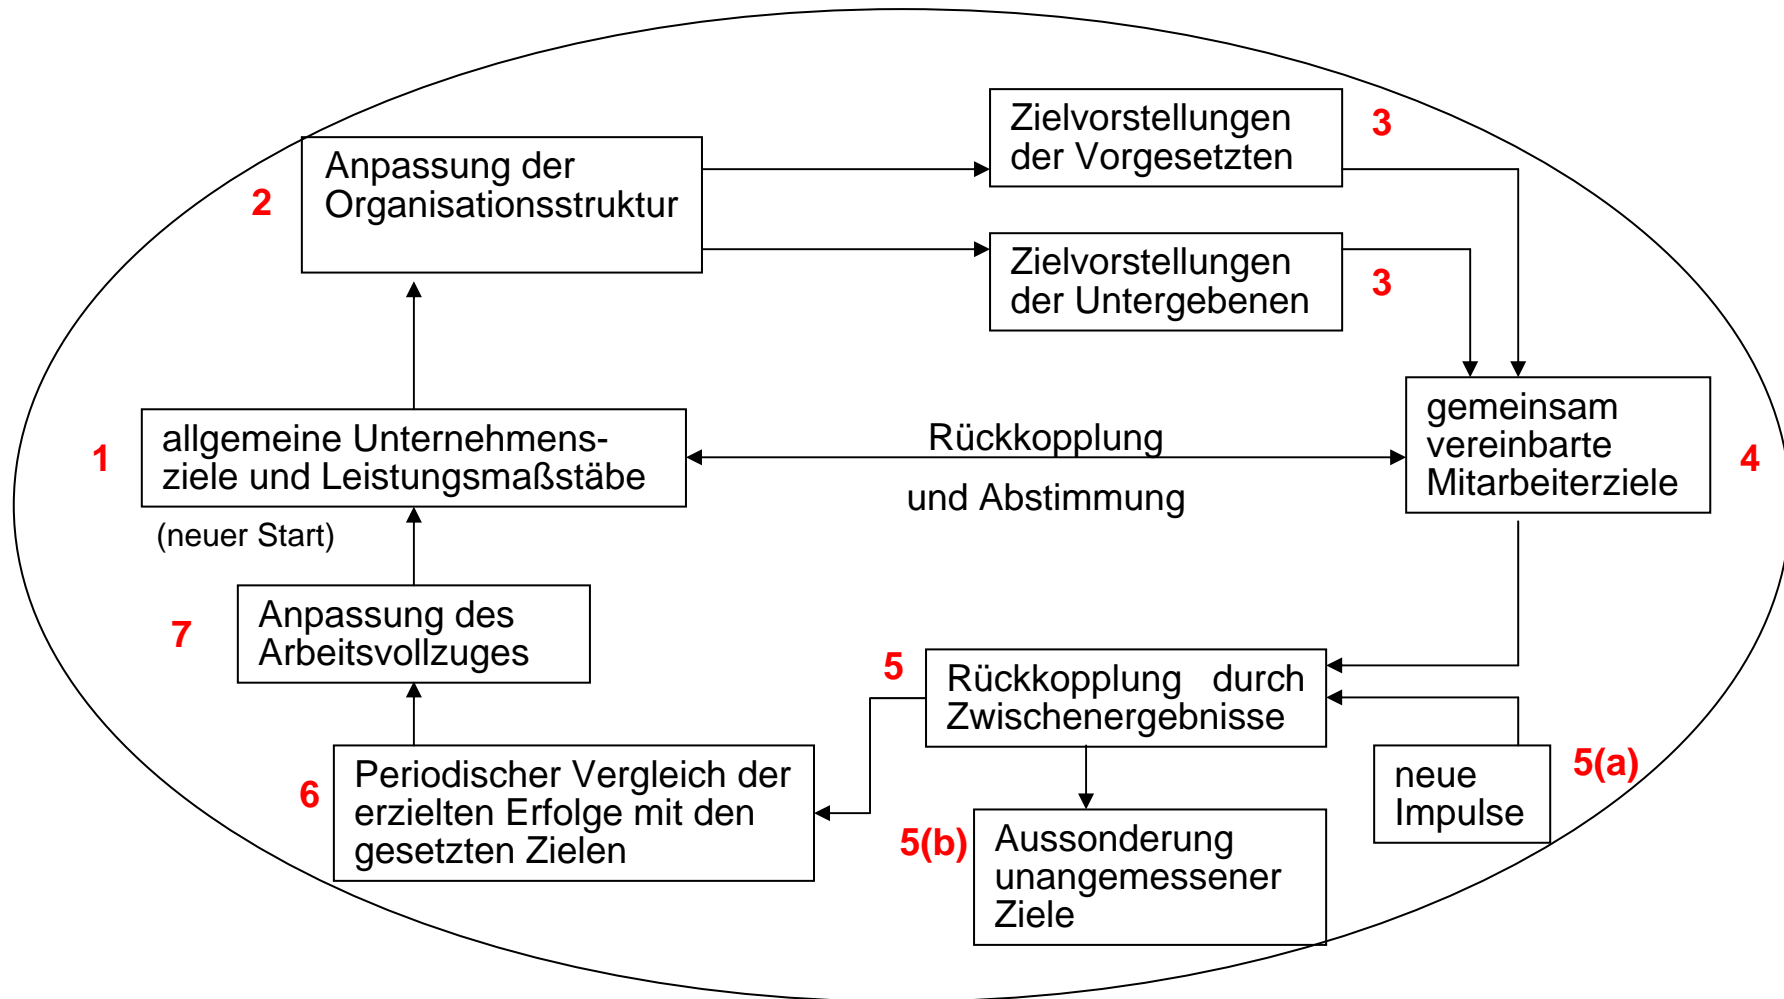 Zielvorstellungen
der Vorgesetzten
3
Anpassung der
Organisationsstruktur
2
Zielvorstellungen
der Untergebenen
3
gemeinsam
vereinbarte
Mitarbeiterziele
4
allgemeine Unternehmens-
ziele und Leistungsmaßstäbe
1
(neuer Start)
Rückkopplung
und Abstimmung
Anpassung des
Arbeitsvollzuges
7
5
Rückkopplung durch
Zwischenergebnisse
neue
Impulse
5(a)
6
Periodischer Vergleich der
erzielten Erfolge mit den
gesetzten Zielen
5(b)
Aussonderung
unangemessener
Ziele